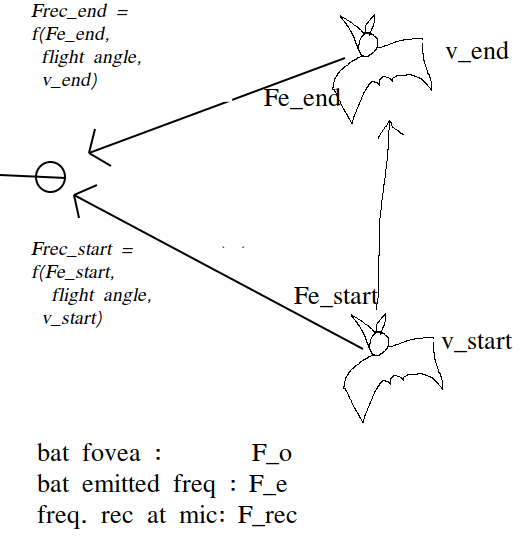 Frec_end =
f(Fe_end,
flight angle,
v_end)
v_end
Fe_end
Frec_start =
f(Fe_start,
flight angle,
v_start)
Fe_start
v_start
bat fovea : F_o
bat emitted freq : F_e
freq. rec at mic: F_rec